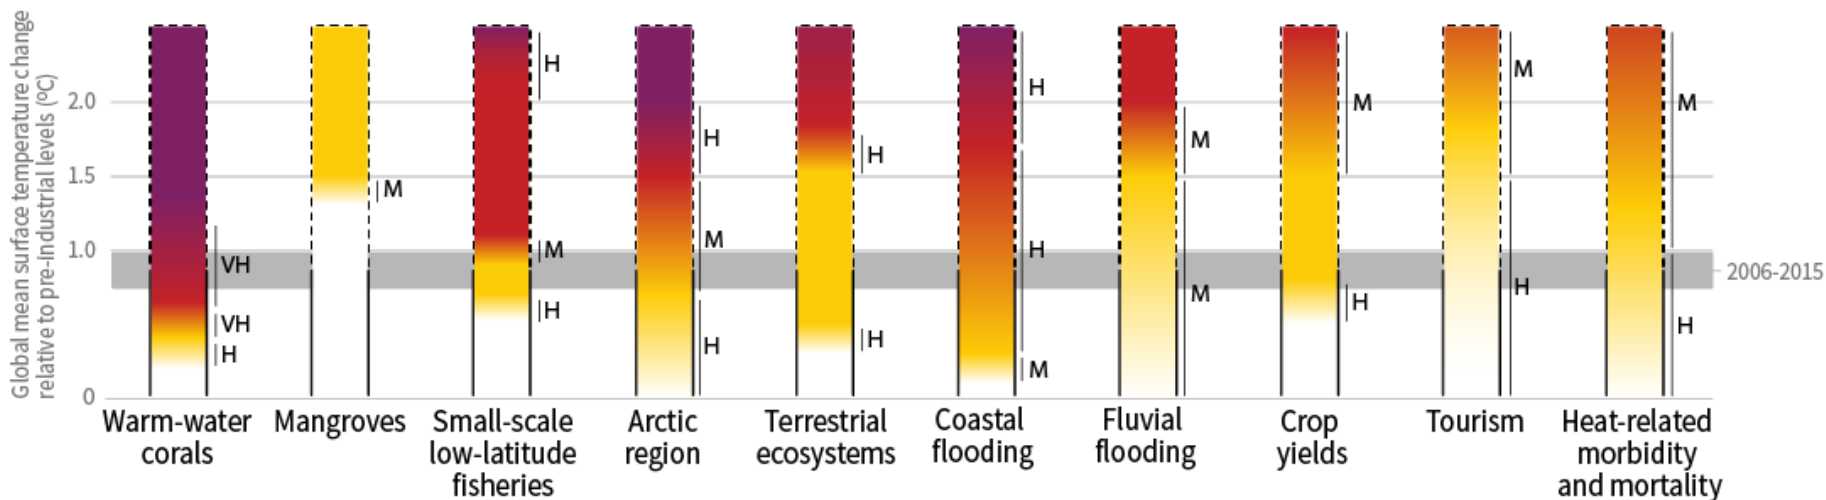 Global mean surface temperature change
relative to pre-industrial levels (ºC)
2.0
1.5
1.0
0
VH
VH
H
M
H
M
H
H
M
H
H
H
H
H
M
M
M
M
H
M
H
M
H
2006-2015
Warm-water
corals
Mangroves
Small-scale
low-latitude
fisheries
Arctic
region
Terrestrial
ecosystems
Coastal
flooding
Fluvial
flooding
Crop
yields
Tourism
Heat-related
morbidity
and mortality